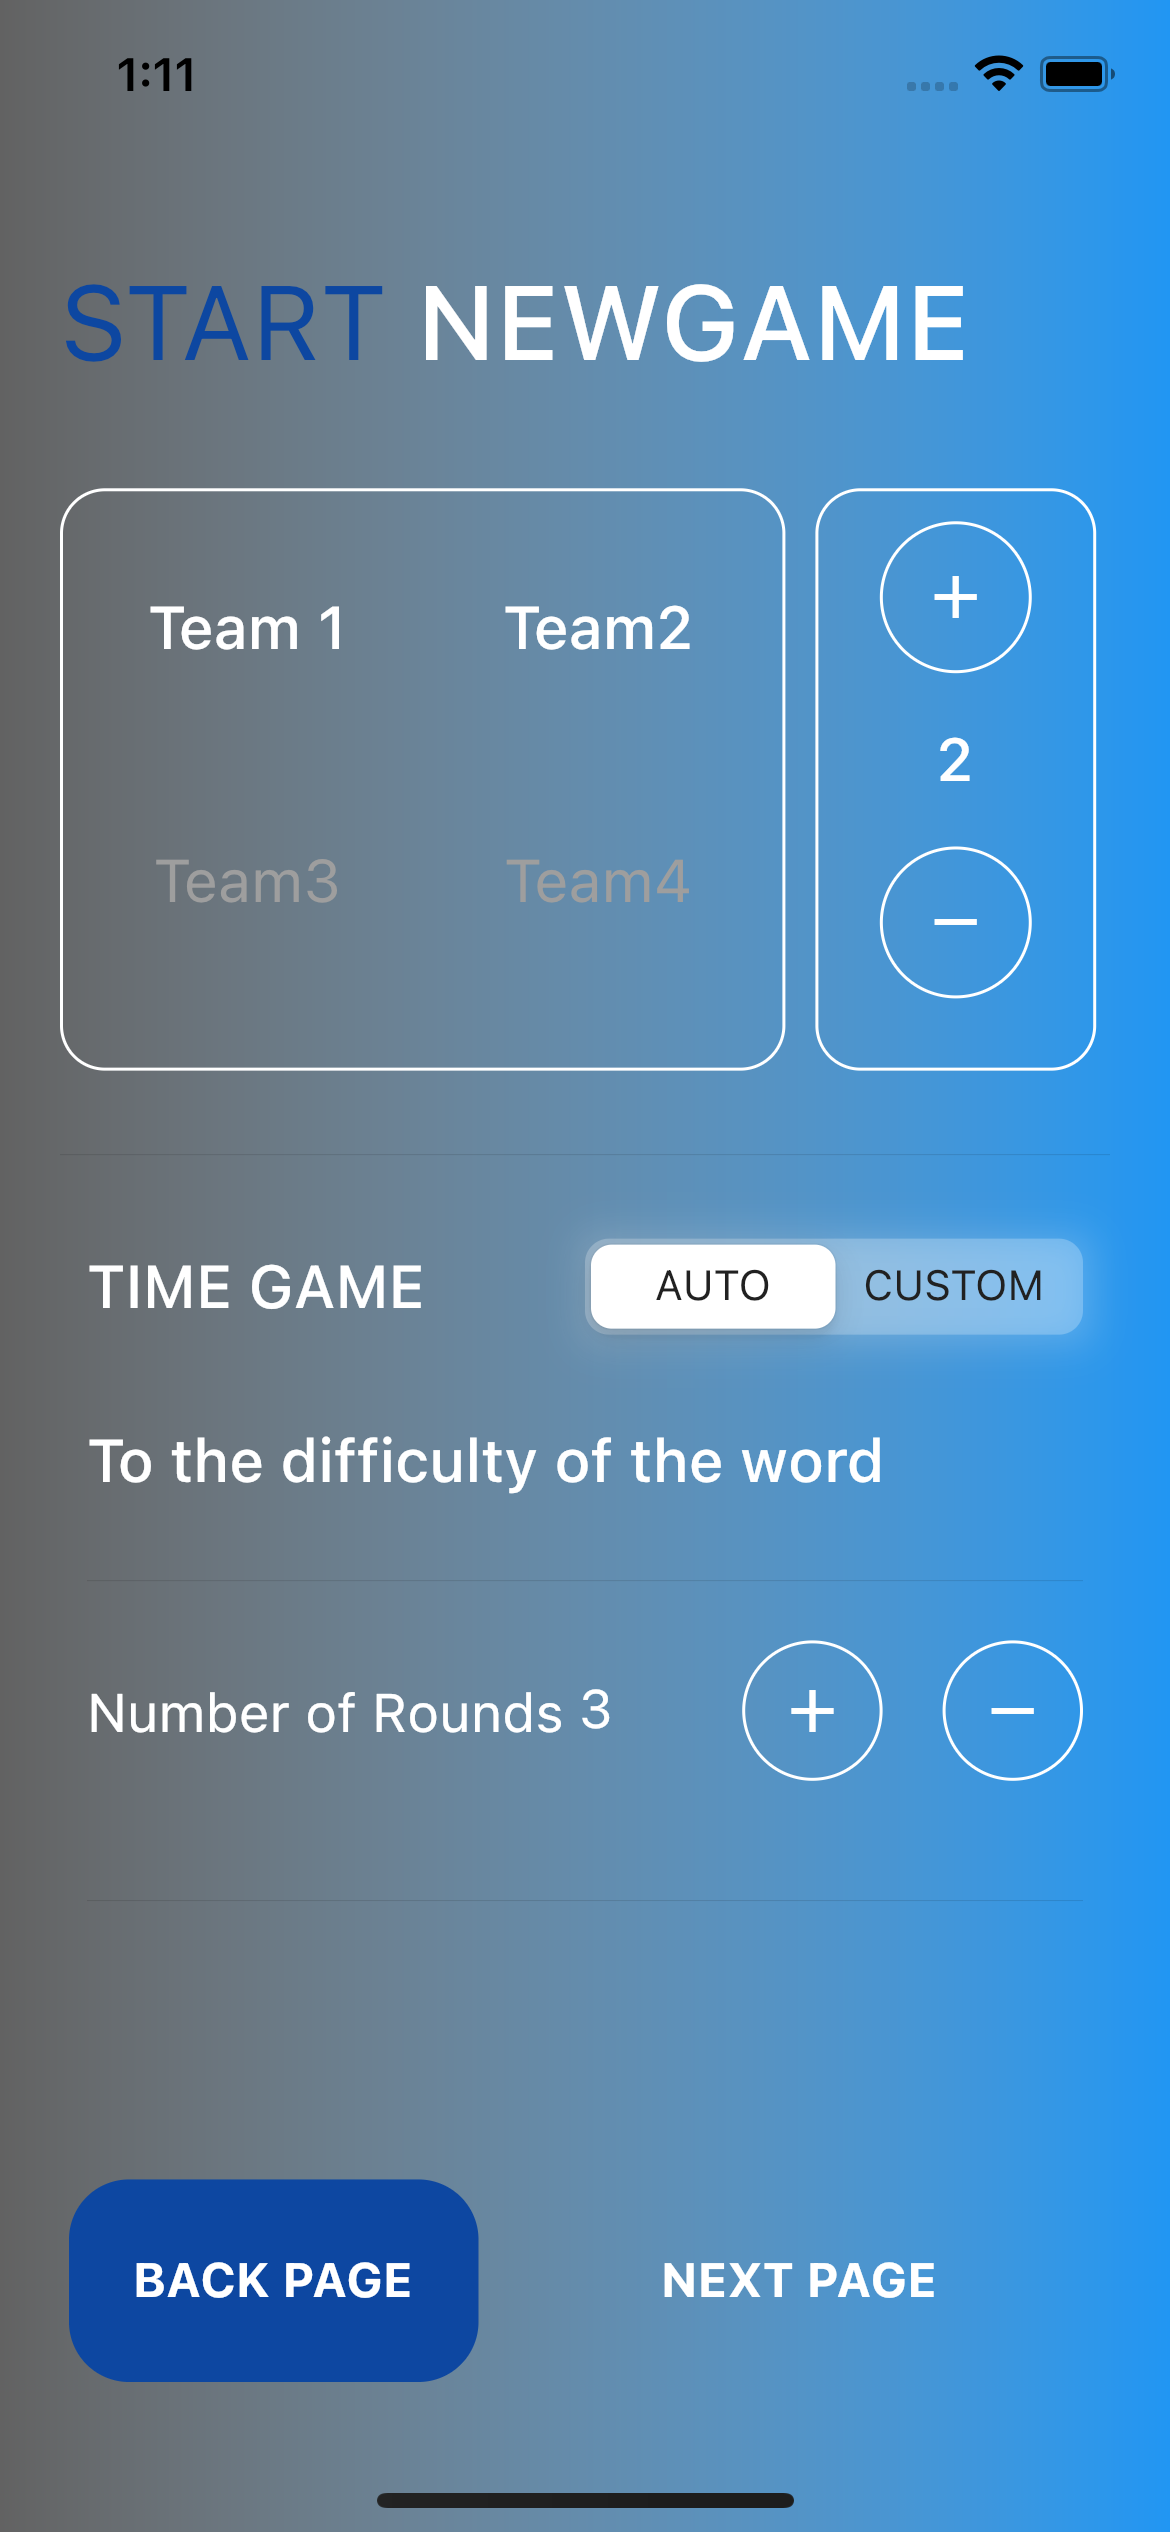 1:11
START NEWGAME
Team 1 Team2
+
2
Team3 Team4
−
TIME GAME AUTO CUSTOM
To the difficulty of the word
Number of Rounds 3 + −
BACK PAGE NEXT PAGE